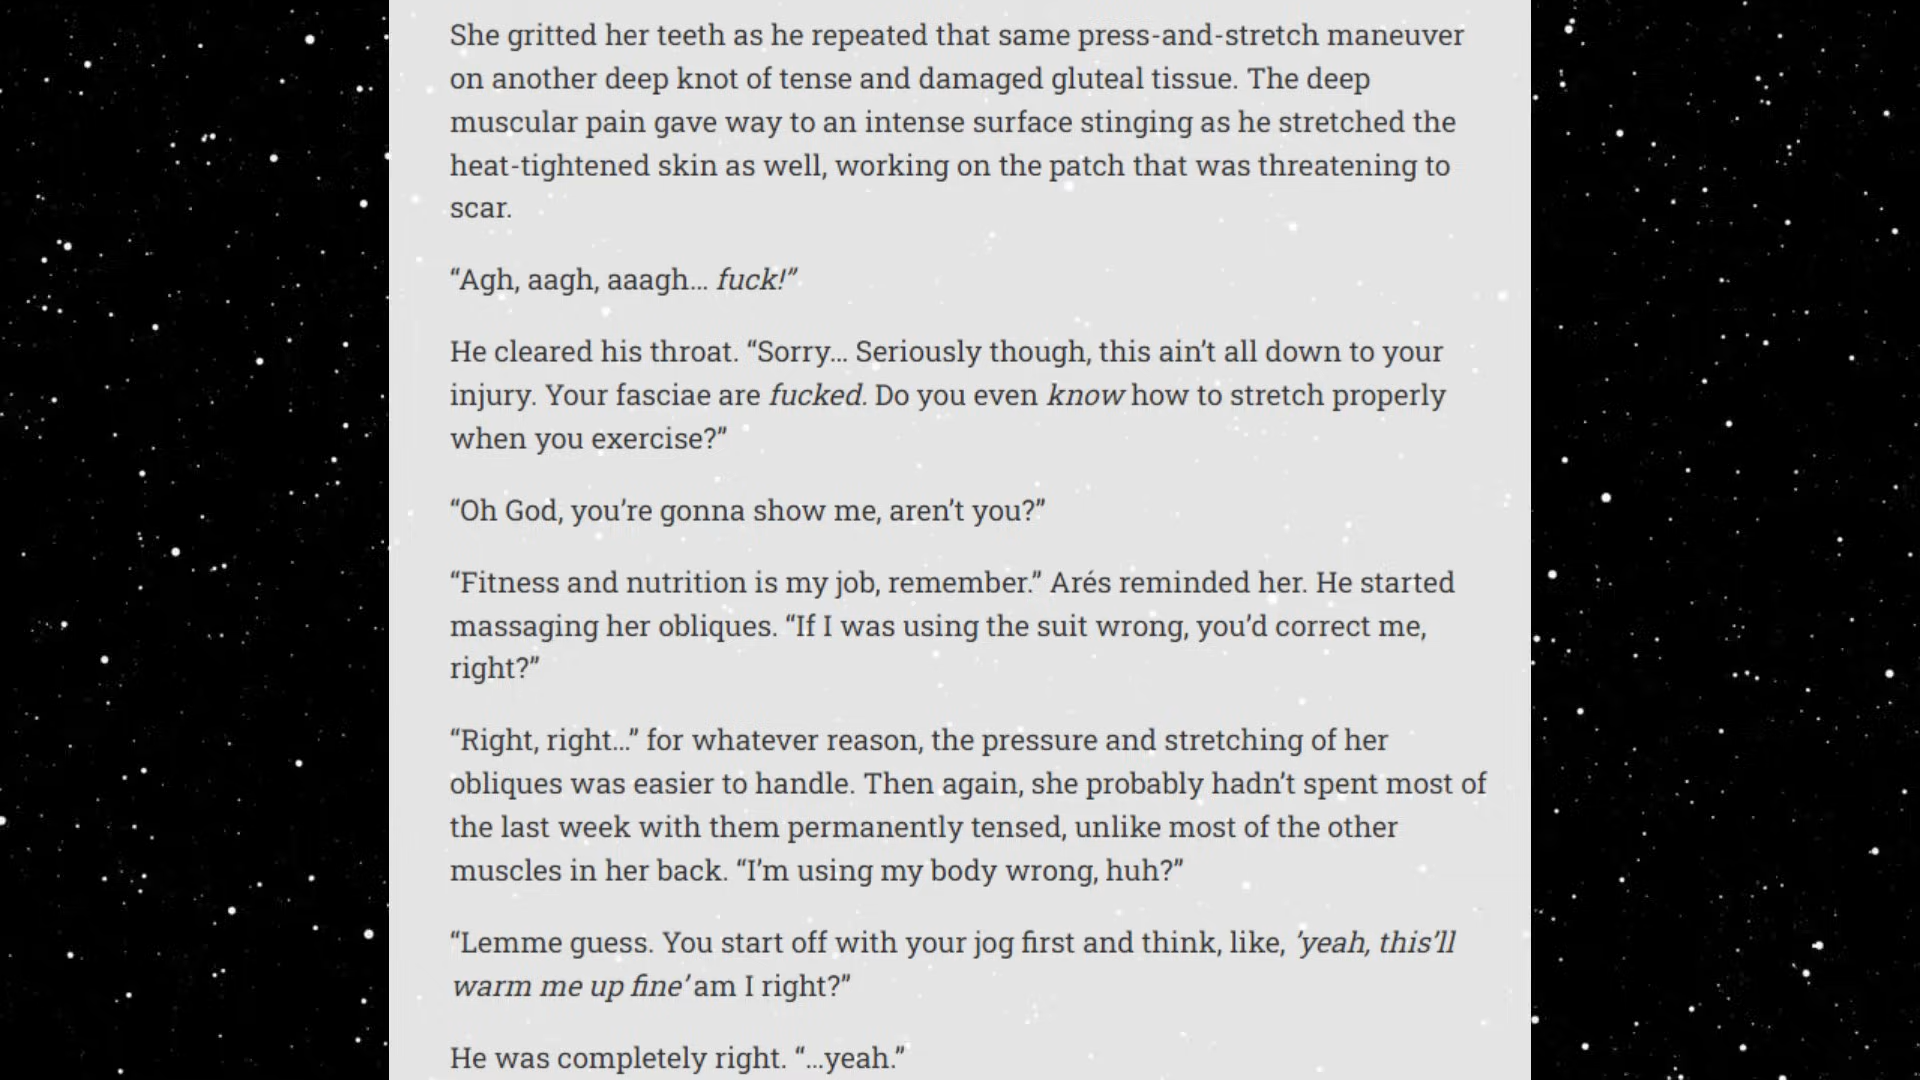 She gritted her teeth as he repeated that same press-and-stretch maneuver
on another deep knot of tense and damaged gluteal tissue. The deep
muscular pain gave way to an intense surface stinging as he stretched the
heat-tightened skin as well, working on the patch that was threatening to
scar.
“Agh, aagh, aaagh… fuck!”
He cleared his throat. “Sorry… Seriously though, this ain’t all down to your
injury. Your fasciae are fucked. Do you even know how to stretch properly
when you exercise?”
“Oh God, you’re gonna show me, aren’t you?”
“Fitness and nutrition is my job, remember.” Arés reminded her. He started
massaging her obliques. “If I was using the suit wrong, you’d correct me,
right?”
“Right, right…” for whatever reason, the pressure and stretching of her
obliques was easier to handle. Then again, she probably hadn’t spent most of
the last week with them permanently tensed, unlike most of the other
muscles in her back. “I’m using my body wrong, huh?”
“Lemme guess. You start off with your jog first and think, like, ’yeah, this’ll
warm me up fine’ am I right?”
He was completely right. “…yeah.”